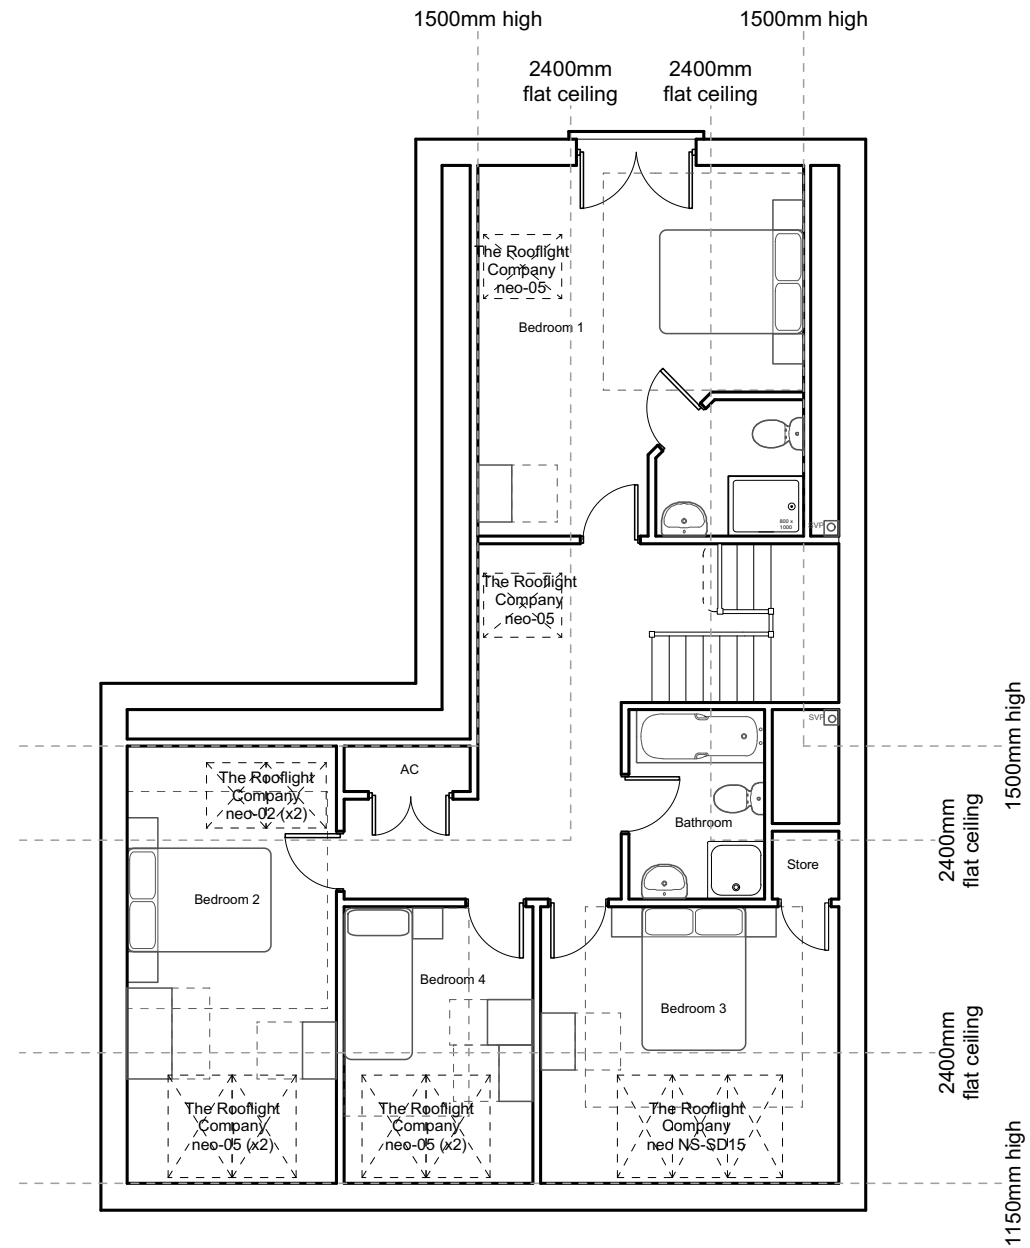 1500mm high
1500mm high
2400mm
flat ceiling
2400mm
flat ceiling
The Rooflight
Company
neo-05
Bedroom 1
800 x
1000
SVP
The Rooflight
Company
neo-05
SVP
1500mm high
AC
The Rooflight
Company
neo-02 (x2)
Bathroom
2400mm
flat ceiling
Store
Bedroom 2
Bedroom 4
Bedroom 3
2400mm
flat ceiling
The Rooflight
Company
neo-05 (x2)
The Rooflight
Company
neo-05 (x2)
The Rooflight
Company
neo NS-SD15
1150mm high